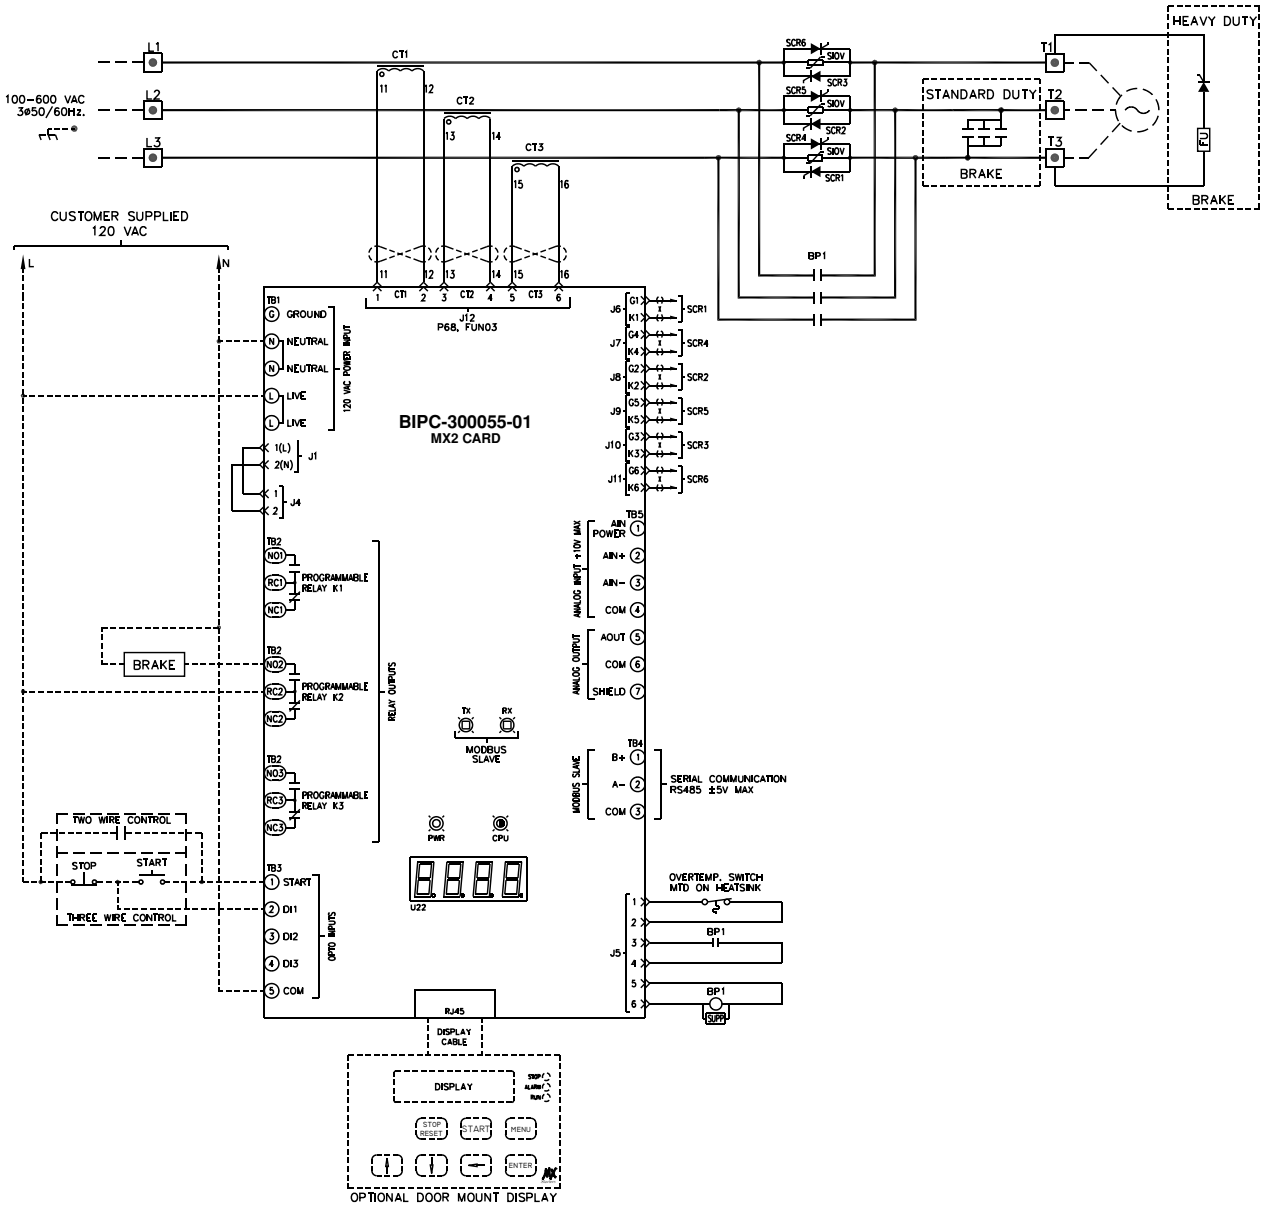 HEAVY DUTY
L1
CT1
11
12
SCR6
SIOV
SCR3
T1
100-600 VAC
3ø50/60Hz.
L2
CT2
13
14
SCR5
SIOV
SCR2
STANDARD DUTY
T2
L3
CT3
15
16
SCR4
SIOV
SCR1
T3
FU
BRAKE
BRAKE
CUSTOMER SUPPLIED
120 VAC
L
N
11
12
13
14
15
16
BP1
1
CT1
2
3
CT2
4
5
CT3
6
J12
P68, FUN03
TB1
G GROUND
N NEUTRAL
N NEUTRAL
L LIVE
L LIVE
120 VAC POWER INPUT
1(L)
2(N)
J1
1
2
J4
BIPC-300055-01
MX2 CARD
J6
G1
K1
SCR1
J7
G4
K4
SCR4
J8
G2
K2
SCR2
J9
G5
K5
SCR5
J10
G3
K3
SCR3
J11
G6
K6
SCR6
TB2
NO1
RC1
NC1
PROGRAMMABLE
RELAY K1
BRAKE
TB2
NO2
RC2
NC2
PROGRAMMABLE
RELAY K2
TB2
NO3
RC3
NC3
PROGRAMMABLE
RELAY K3
RELAY OUTPUTS
TB5
AIN
POWER 1
AIN+ 2
AIN- 3
COM 4
ANALOG INPUT +10V MAX
AOUT 5
COM 6
SHIELD 7
ANALOG OUTPUT
TX
RX
MODBUS
SLAVE
TB4
B+ 1
A- 2
COM 3
MODBUS SLAVE
SERIAL COMMUNICATION
RS485 ±5V MAX
PWR
CPU
U22
TWO WIRE CONTROL
STOP
START
THREE WIRE CONTROL
TB3
1 START
2 DI1
3 DI2
4 DI3
5 COM
OPTO INPUTS
OVERTEMP. SWITCH
MTD ON HEATSINK
J5
1
2
3
4
5
6
BP1
BP1
SUPP
RJ45
DISPLAY
CABLE
DISPLAY
STOP
ALARM
RUN
STOP
RESET
START
MENU
ENTER
MX
OPTIONAL DOOR MOUNT DISPLAY